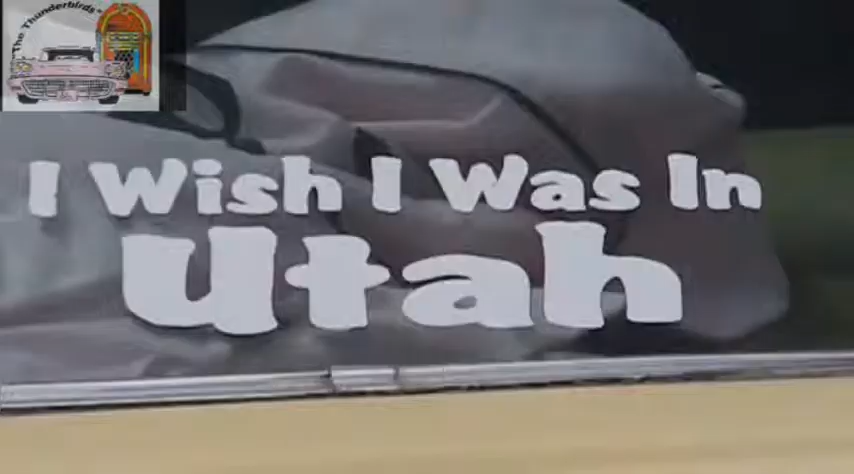 "The Thunderbirds"
I Wish I Was In
Utah